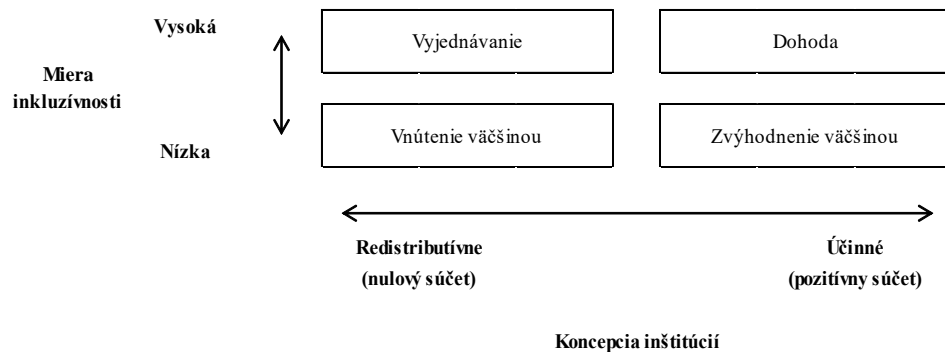 Vysoká
Vyjednávanie
Dohoda
Miera
inkluzívnosti
Nízka
Vnútenie väčšinou
Zvýhodnenie väčšinou
Redistributívne
(nulový súčet)
Účinné
(pozitívny súčet)
Koncepcia inštitúcií